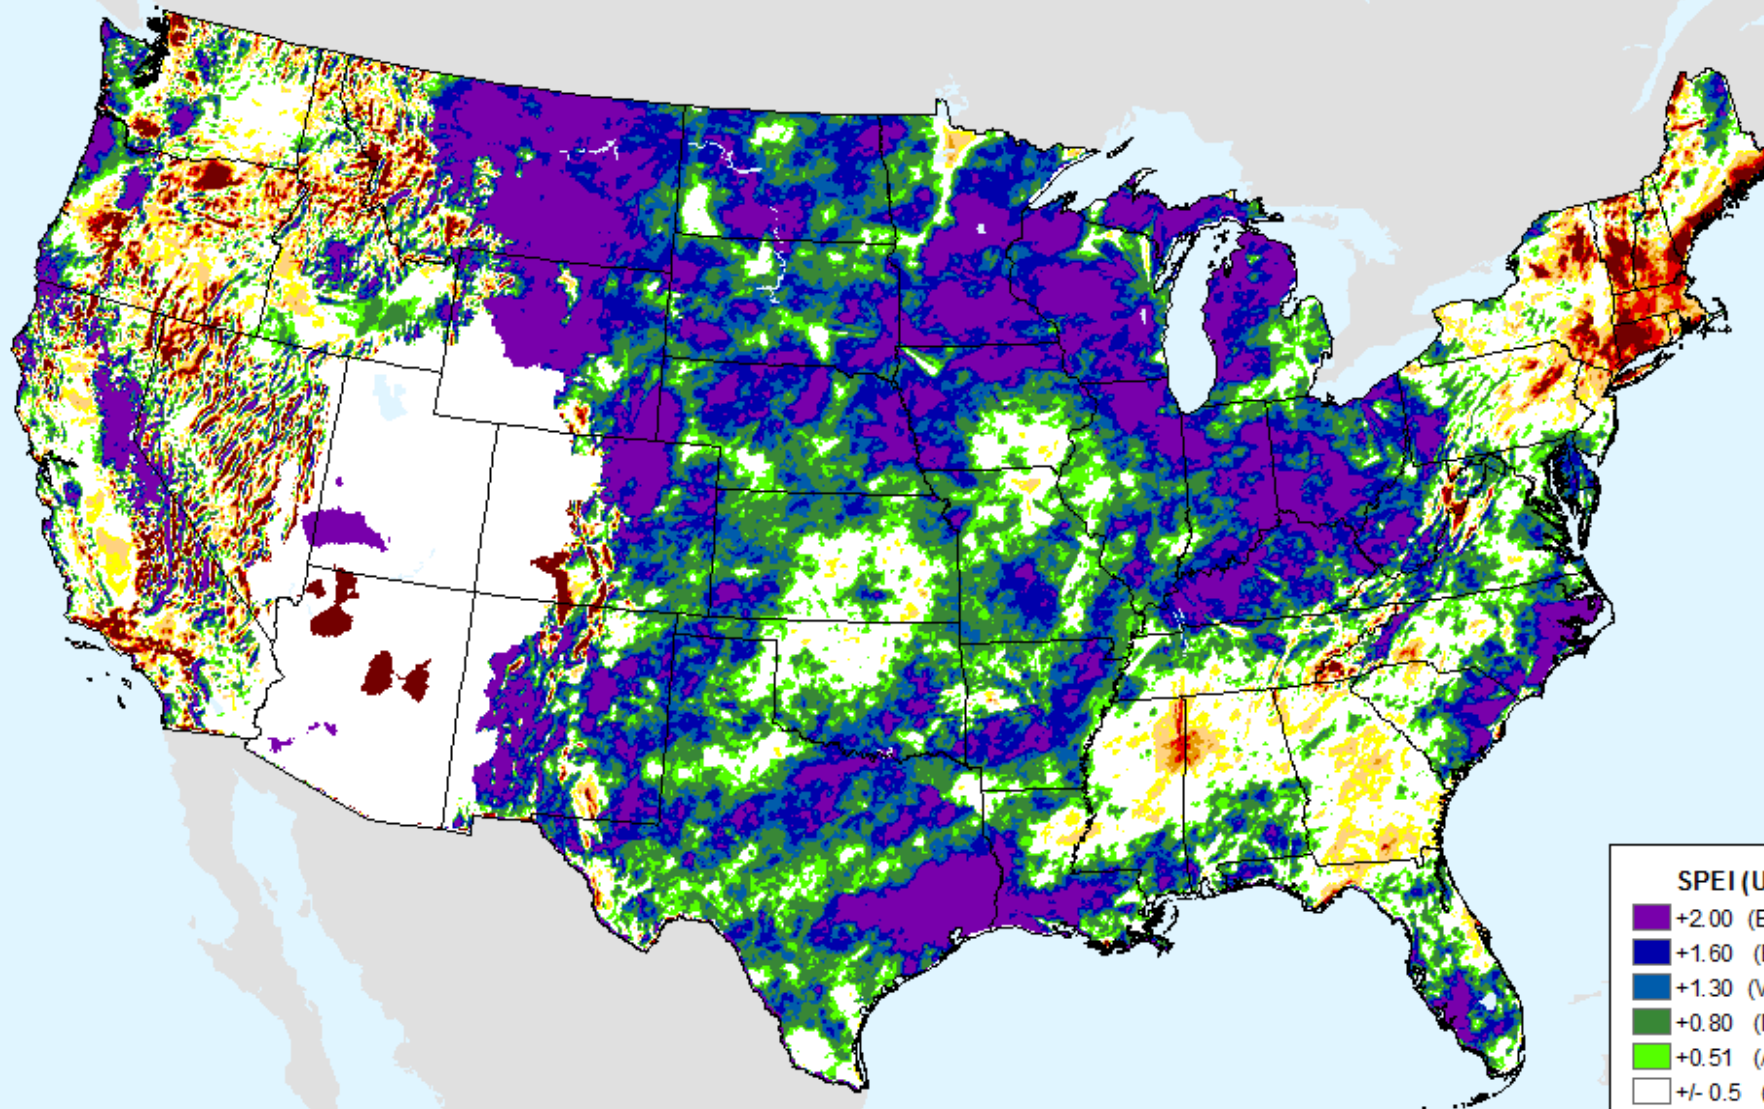 SPEI (U
+2.00 (E
+1.60 (
+1.30 (V
+0.80 (
+0.51 (
+/- 0.5 (